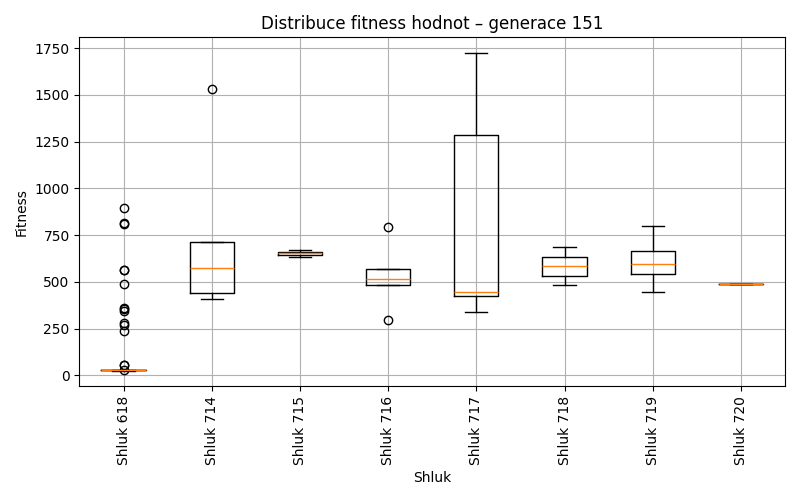 Distribuce fitness hodnot – generace 151
Fitness
1750
1500
1250
1000
750
500
250
0
Shluk 618
Shluk 714
Shluk 715
Shluk 716
Shluk 717
Shluk 718
Shluk 719
Shluk 720
Shluk